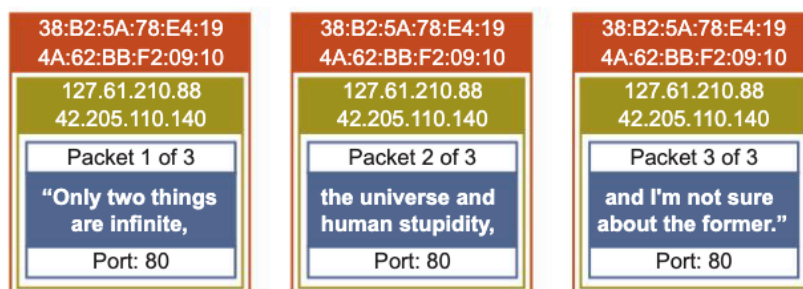 38:B2:5A:78:E4:19
4A:62:BB:F2:09:10
127.61.210.88
42.205.110.140
Packet 1 of 3
“Only two things
are infinite,
Port: 80
38:B2:5A:78:E4:19
4A:62:BB:F2:09:10
127.61.210.88
42.205.110.140
Packet 2 of 3
the universe and
human stupidity,
Port: 80
38:B2:5A:78:E4:19
4A:62:BB:F2:09:10
127.61.210.88
42.205.110.140
Packet 3 of 3
and I'm not sure
about the former.”
Port: 80